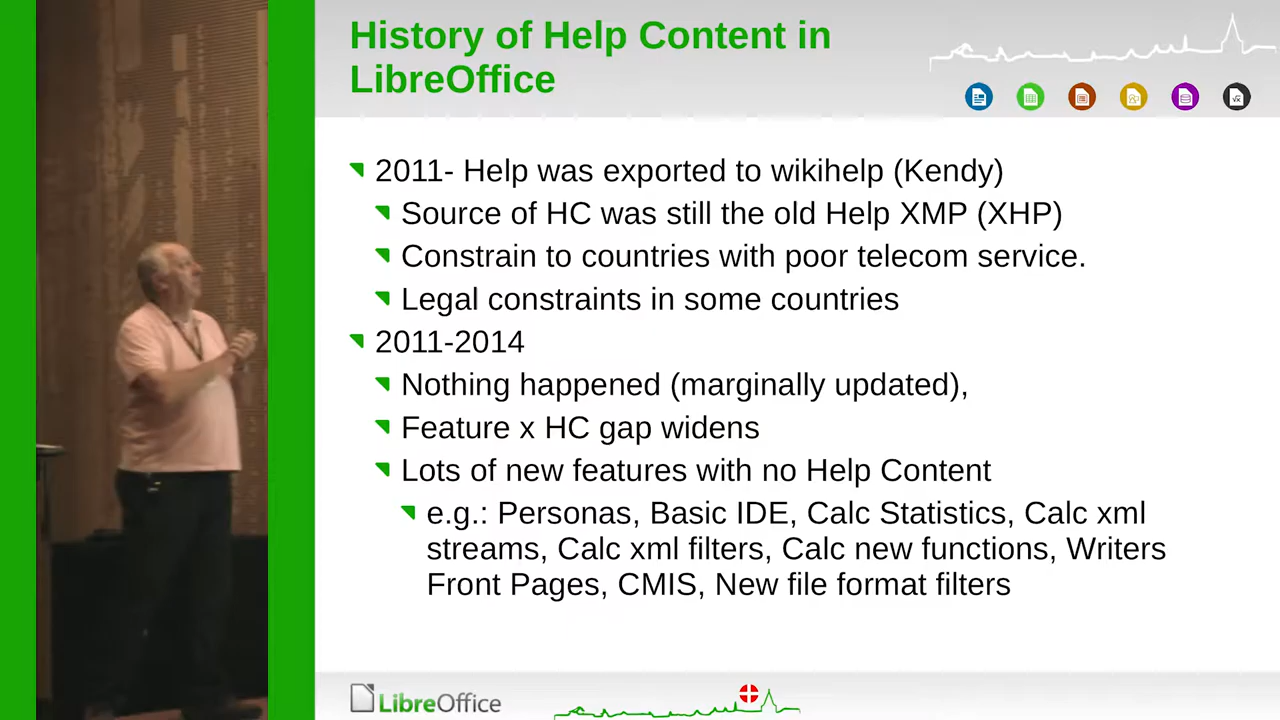 History of Help Content in
LibreOffice
2011- Help was exported to wikihelp (Kendy)
Source of HC was still the old Help XMP (XHP)
Constrain to countries with poor telecom service.
Legal constraints in some countries
2011-2014
Nothing happened (marginally updated),
Feature x HC gap widens
Lots of new features with no Help Content
e.g.: Personas, Basic IDE, Calc Statistics, Calc xml
streams, Calc xml filters, Calc new functions, Writers
Front Pages, CMIS, New file format filters
LibreOffice